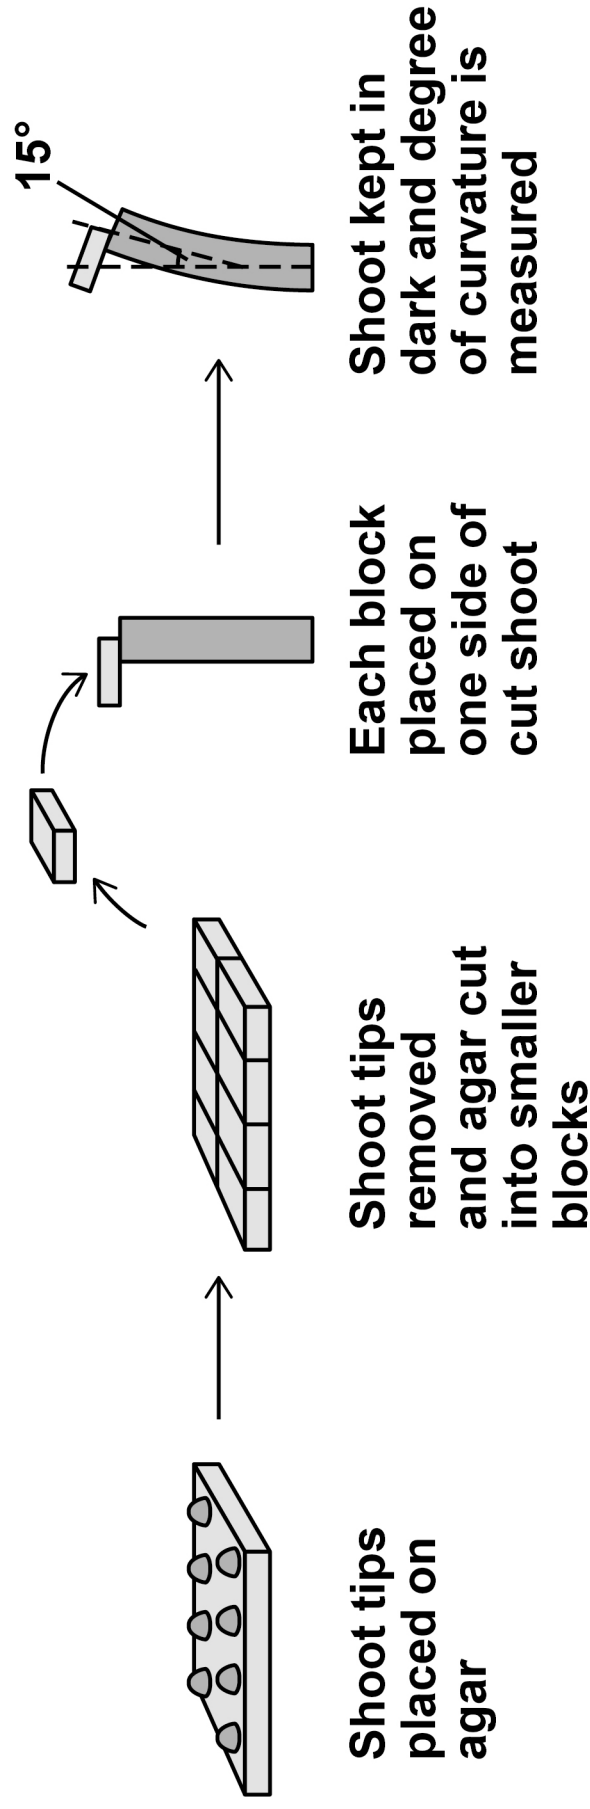 Shoot tips
placed on
agar
Shoot tips
removed
and agar cut
into smaller
blocks
Each block
placed on
one side of
cut shoot
15°
Shoot kept in
dark and degree
of curvature is
measured